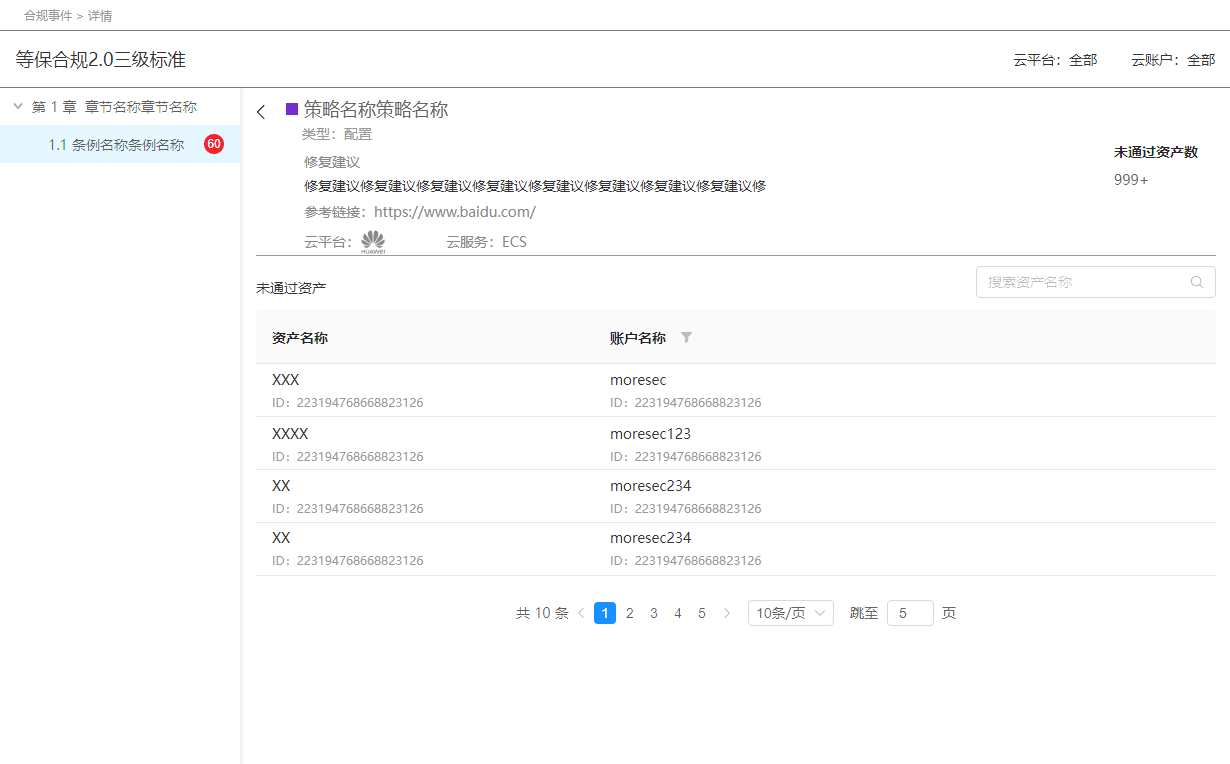 合规事件 > 详情
等保合规2.0三级标准
云平台：全部 云账户：全部
第 1 章 章节名称章节名称
1.1 条例名称条例名称 60
策略名称策略名称
类型：配置
修复建议
修复建议修复建议修复建议修复建议修复建议修复建议修复建议修复建议修
参考链接：https://www.baidu.com/
云平台：HUAWEI 云服务：ECS
未通过资产数
999+
未通过资产
搜索资产名称
资产名称 账户名称
XXX moresec
ID：223194768668823126 ID：223194768668823126
XXXX moresec123
ID：223194768668823126 ID：223194768668823126
XX moresec234
ID：223194768668823126 ID：223194768668823126
XX moresec234
ID：223194768668823126 ID：223194768668823126
共 10 条 < 1 2 3 4 5 > 10条/页 跳至 5 页